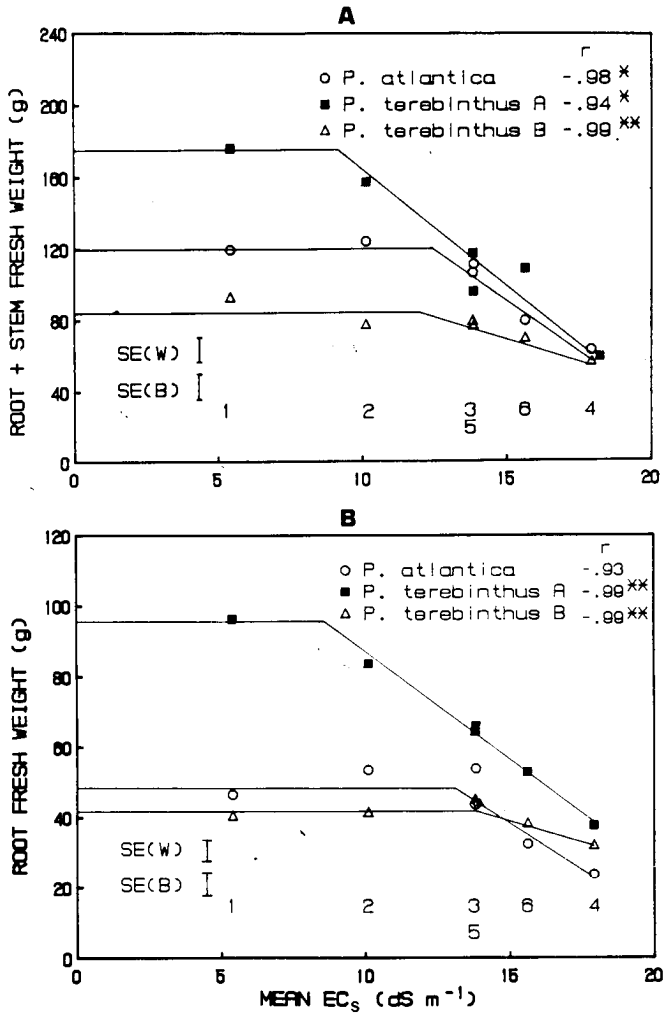 A
240
200
160
120
80
40
0
ROOT + STEM FRESH WEIGHT (g)
r
P. atlantica -.98*
P. terebinthus A -.94*
P. terebinthus B -.99**
SE(W)
SE(B)
1 2 3 6 4
5
0 5 10 15 20
B
120
100
80
60
40
20
0
ROOT FRESH WEIGHT (g)
r
P. atlantica -.93
P. terebinthus A -.99**
P. terebinthus B -.99**
SE(W)
SE(B)
1 2 3 6 4
5
0 5 10 15 20
MEAN ECs (dS m⁻¹)